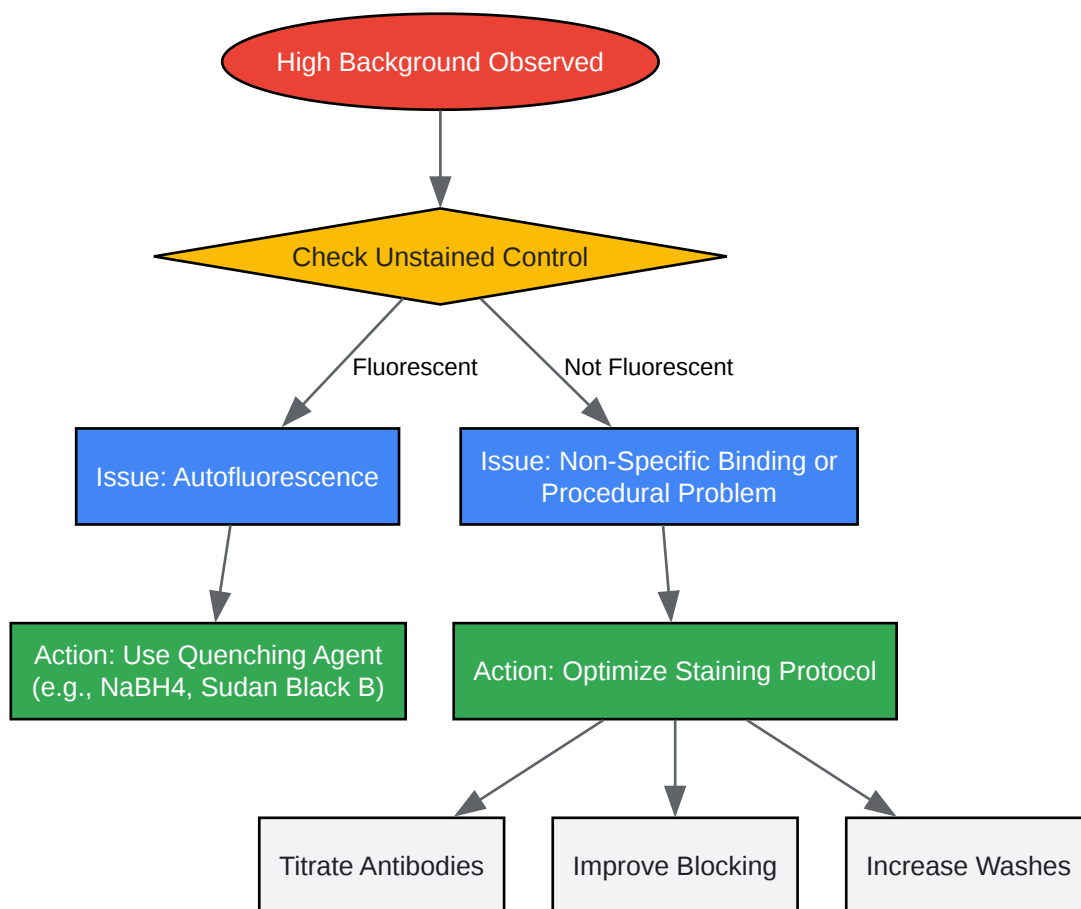 High Background Observed
Check Unstained Control
Fluorescent
Not Fluorescent
Issue: Autofluorescence
Issue: Non-Specific Binding or
Procedural Problem
Action: Use Quenching Agent
(e.g., NaBH4, Sudan Black B)
Action: Optimize Staining Protocol
Titrate Antibodies
Improve Blocking
Increase Washes